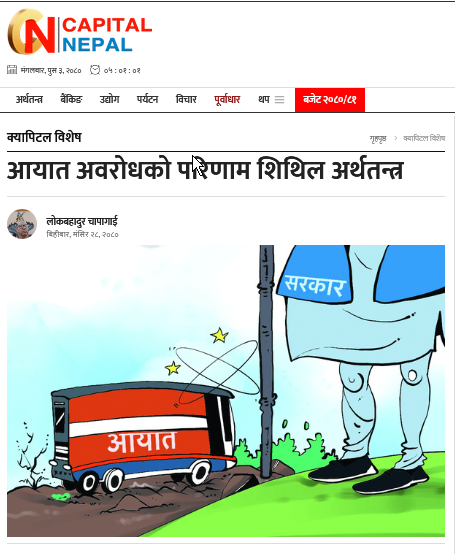 CN CAPITAL
NEPAL
मंगलबार, पुस ३, २०८० ०५ : ०१ : ०१
अर्थतन्त्र बैंकिङ उद्योग पर्यटन विचार पूर्वाधार थप बजेट २०८०/८१
क्यापिटल विशेष गृहपृष्ठ > क्यापिटल विशेष
आयात अवरोधको परिणाम शिथिल अर्थतन्त्र
लोकबहादुर चापागाई
बिहीबार, मंसिर २८, २०८०
सरकार
आयात